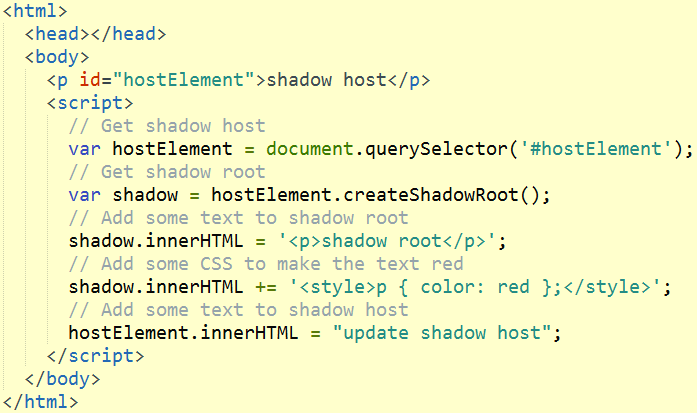 <html>
  <head></head>
  <body>
    <p id="hostElement">shadow host</p>
    <script>
      // Get shadow host
      var hostElement = document.querySelector('#hostElement');
      // Get shadow root
      var shadow = hostElement.createShadowRoot();
      // Add some text to shadow root
      shadow.innerHTML = '<p>shadow root</p>';
      // Add some CSS to make the text red
      shadow.innerHTML += '<style>p { color: red };</style>';
      // Add some text to shadow host
      hostElement.innerHTML = "update shadow host";
    </script>
  </body>
</html>